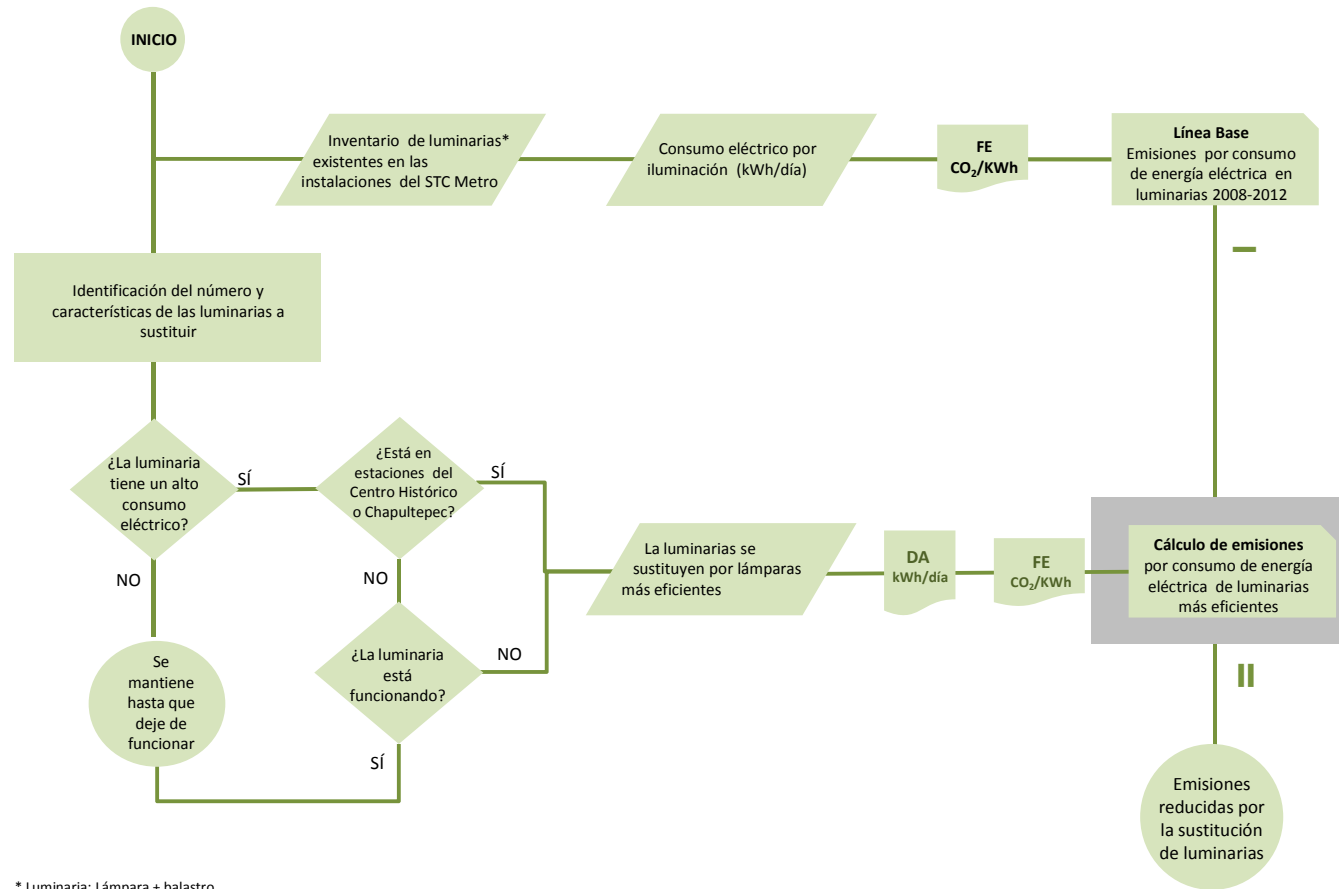 INICIO
Inventario de luminarias*
existentes en las
instalaciones del STC Metro
Consumo eléctrico por
iluminación (kWh/día)
FE
CO₂/KWh
Línea Base
Emisiones por consumo
de energía eléctrica en
luminarias 2008-2012
–
Identificación del número y
características de las luminarias a
sustituir
¿La luminaria
tiene un alto
consumo
eléctrico?
SÍ
NO
¿Está en
estaciones del
Centro Histórico
o Chapultepec?
SÍ
NO
La luminarias se
sustituyen por lámparas
más eficientes
DA
kWh/día
FE
CO₂/KWh
Cálculo de emisiones
por consumo de energía
eléctrica de luminarias
más eficientes
Se
mantiene
hasta que
deje de
funcionar
¿La luminaria
está
funcionando?
NO
SÍ
II
Emisiones
reducidas por
la sustitución
de luminarias
* Luminaria: Lámpara + balastro